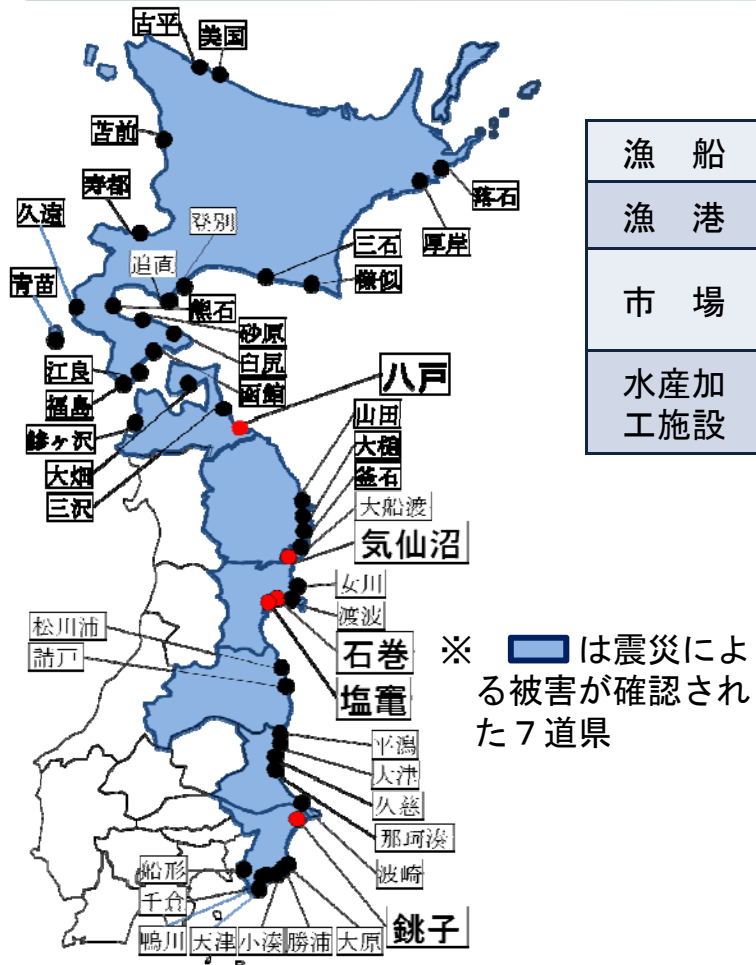 古平
美国
苫前
寿都
久遠
登別
追直
青苗
落石
厚岸
三石
様似
熊石
砂原
臼尻
函館
江良
福島
鰺ヶ沢
大畑
三沢
八戸
山田
大槌
釜石
大船渡
気仙沼
女川
渡波
石巻
塩竈
松川浦
請戸
平潟
大津
久慈
那珂湊
波崎
銚子
船形
千倉
鴨川
天津
小湊
勝浦
大原
漁 船
漁 港
市 場
水産加
工施設
※ は震災によ
る被害が確認され
た7道県